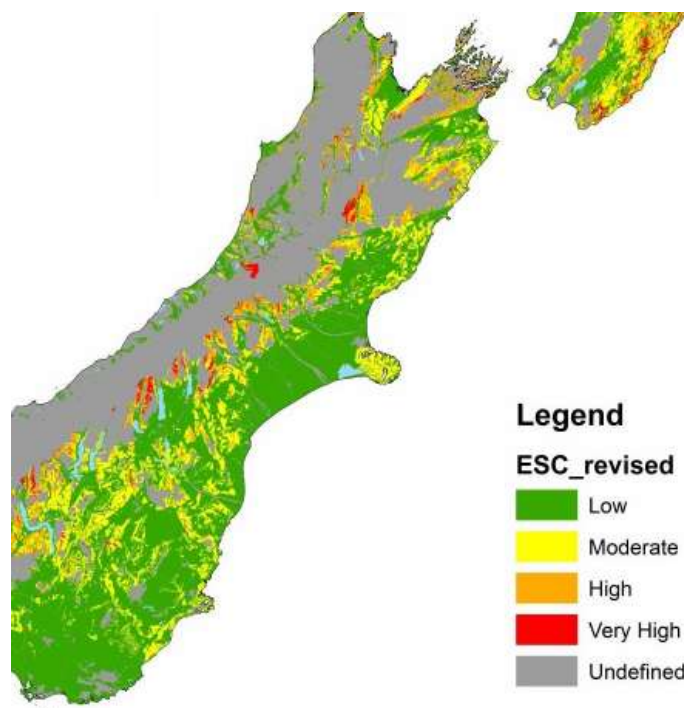 Legend
ESC_revised
Low
Moderate
High
Very High
Undefined